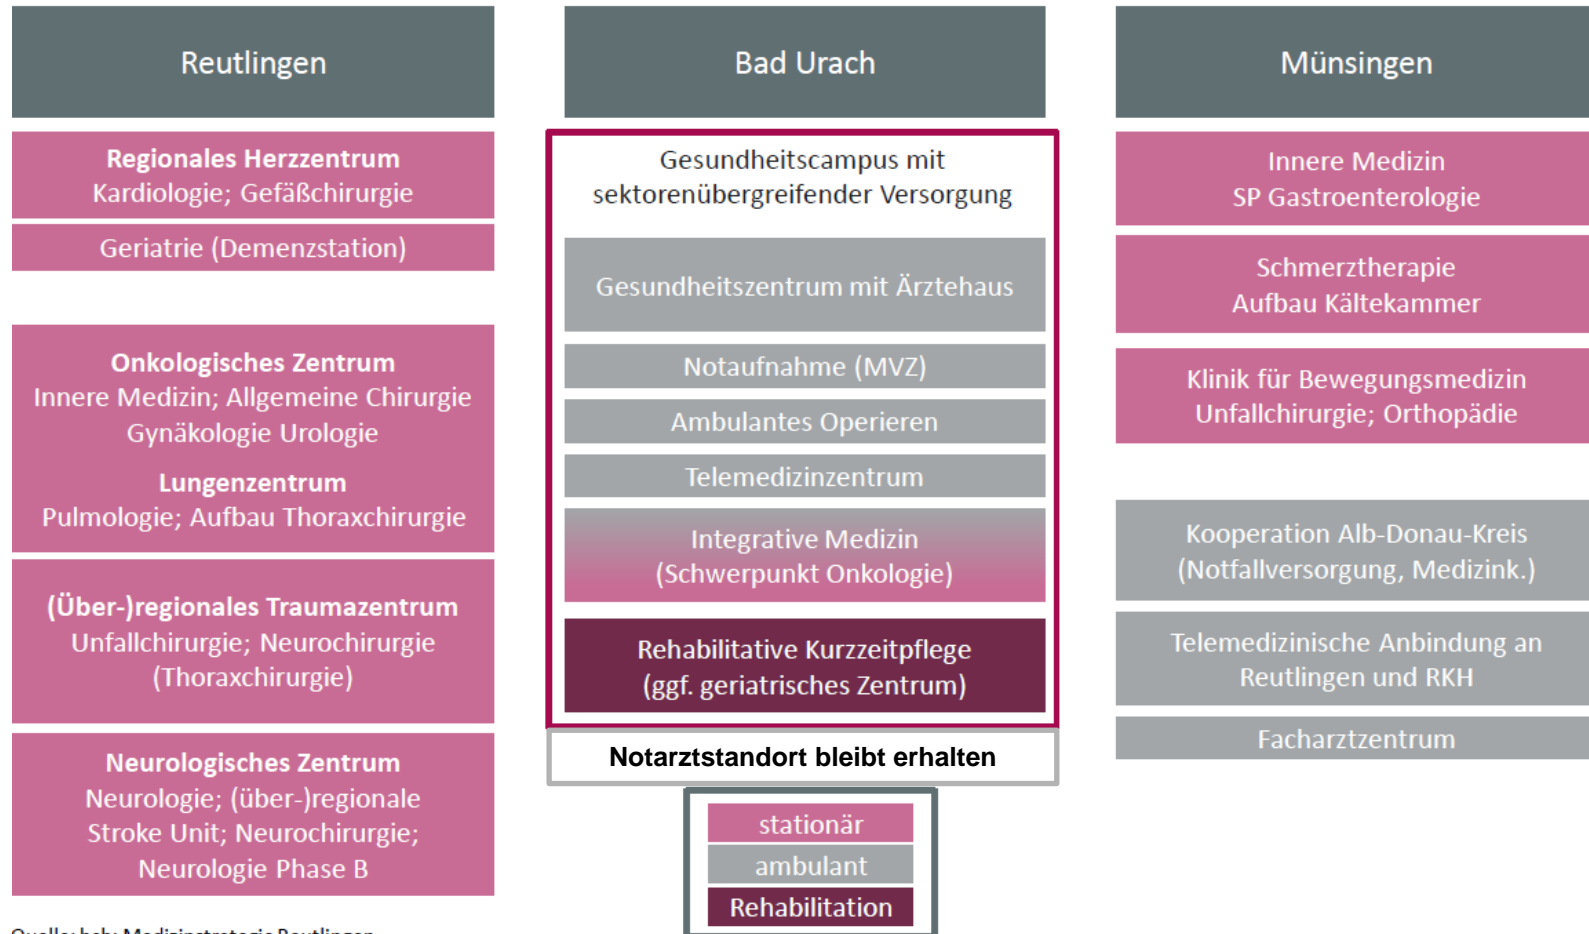 Reutlingen
Regionales Herzzentrum
Kardiologie; Gefäßchirurgie
Geriatrie (Demenzstation)
Onkologisches Zentrum
Innere Medizin; Allgemeine Chirurgie
Gynäkologie Urologie
Lungenzentrum
Pulmologie; Aufbau Thoraxchirurgie
(Über-)regionales Traumazentrum
Unfallchirurgie; Neurochirurgie
(Thoraxchirurgie)
Neurologisches Zentrum
Neurologie; (über-)regionale
Stroke Unit; Neurochirurgie;
Neurologie Phase B
Bad Urach
Gesundheitscampus mit
sektorenübergreifender Versorgung
Gesundheitszentrum mit Ärztehaus
Notaufnahme (MVZ)
Ambulantes Operieren
Telemedizinzentrum
Integrative Medizin
(Schwerpunkt Onkologie)
Rehabilitative Kurzzeitpflege
(ggf. geriatrisches Zentrum)
Notarztstandort bleibt erhalten
stationär
ambulant
Rehabilitation
Münsingen
Innere Medizin
SP Gastroenterologie
Schmerztherapie
Aufbau Kältekammer
Klinik für Bewegungsmedizin
Unfallchirurgie; Orthopädie
Kooperation Alb-Donau-Kreis
(Notfallversorgung, Medizink.)
Telemedizinische Anbindung an
Reutlingen und RKH
Facharztzentrum
Medizinstrategie Reutlingen